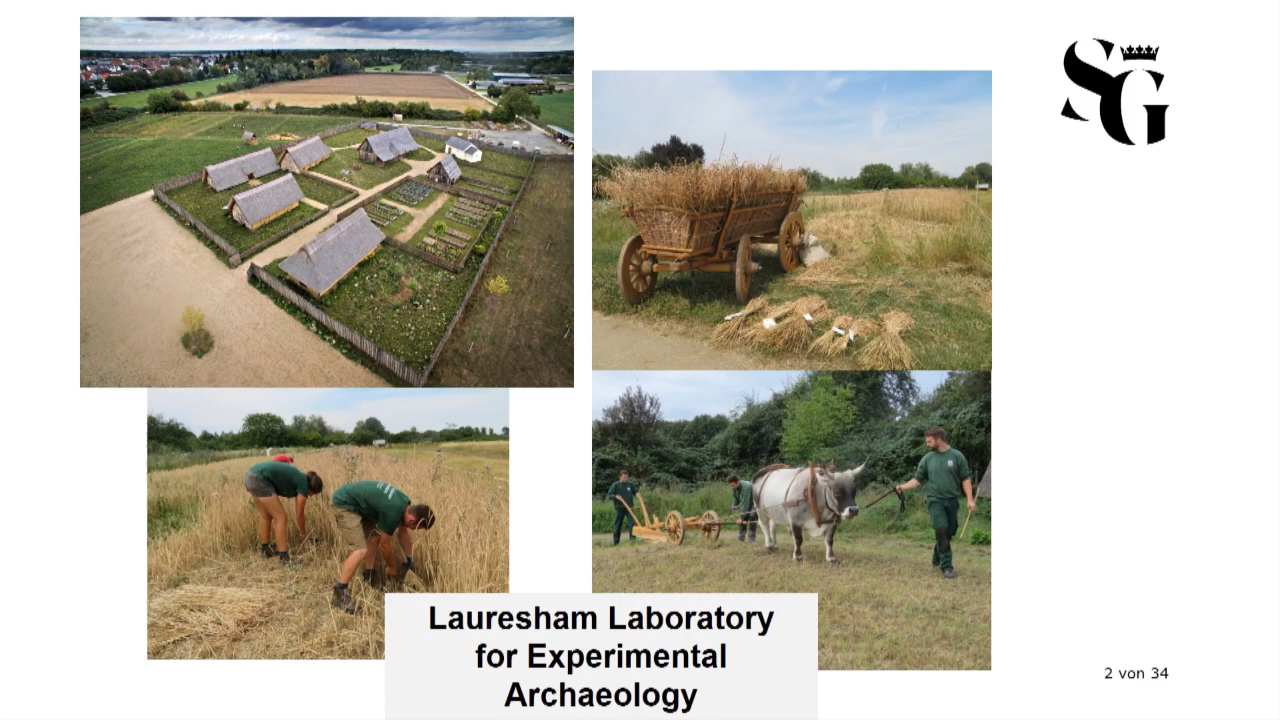 SG
Lauresham Laboratory
for Experimental
Archaeology
2 von 34